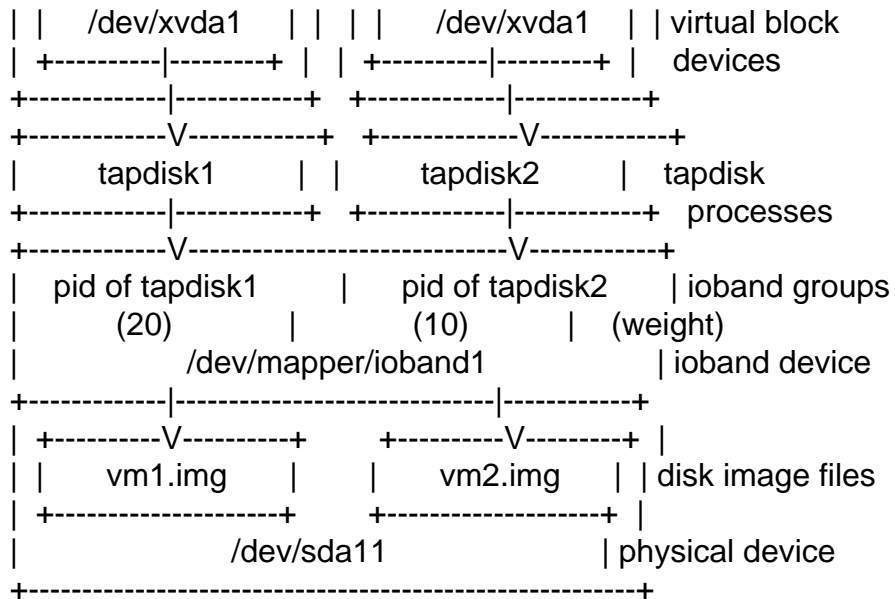 | |    /dev/xvda1    | |  | |    /dev/xvda1    | | virtual block
|  +----------|---------+  |  |  +----------|---------+  |    devices
+-------------|------------+   +-------------|------------+
+-------------V-------------+   +-------------V------------+
|        tapdisk1        |  |        tapdisk2        |    tapdisk
+-------------|------------+   +-------------|------------+   processes
+-------------V------------------------------V-------------+
|    pid of tapdisk1        |      pid of tapdisk2      | ioband groups
|          (20)          |          (10)          |    (weight)
|                /dev/mapper/ioband1                | ioband device
+-------------|------------------------------|------------+
|  +----------V----------+       +----------V---------+  |
| |      vm1.img      |      |      vm2.img      | | disk image files
|  +---------------------+       +--------------------+  |
|                    /dev/sda11                    | physical device
+---------------------------------------------------------+